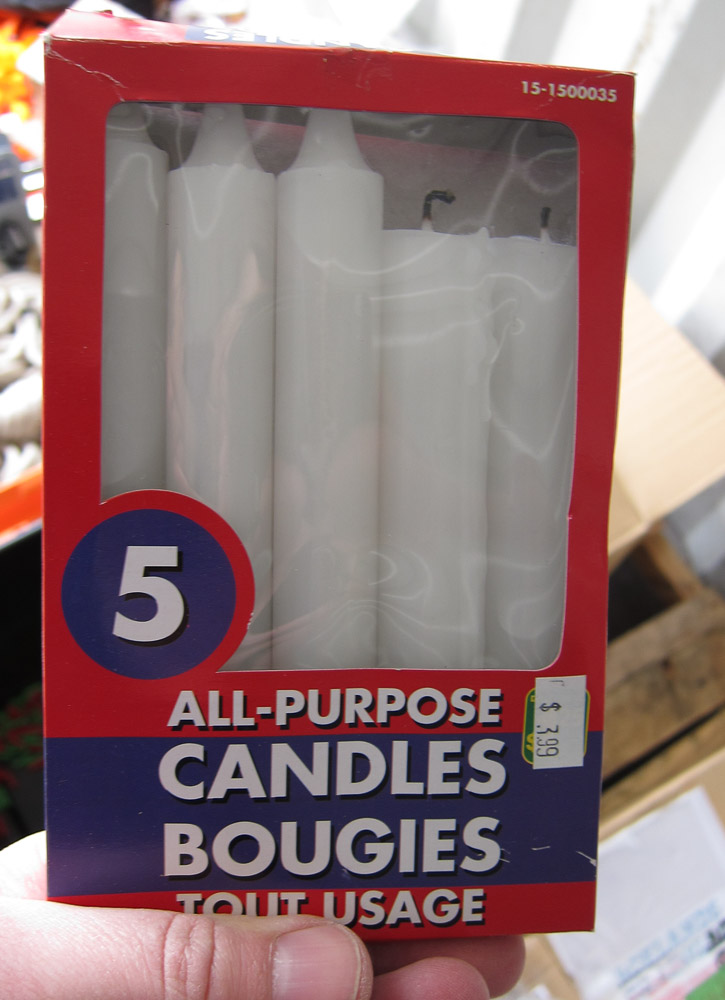 15-1500035
5
ALL-PURPOSE
$ 3.99
CANDLES
BOUGIES
TOUT USAGE